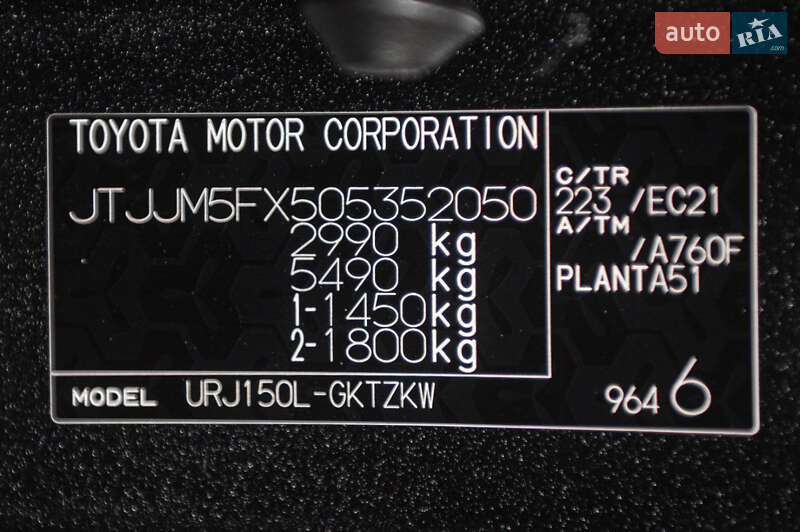 auto RIA.com
TOYOTA MOTOR CORPORATION
JTJJM5FX505352050
2990 kg
5490 kg
1-1450kg
2-1800kg
C/TR
223 /EC21
A/TM
/A760F
PLANTA51
MODEL URJ150L-GKTZKW
964 6